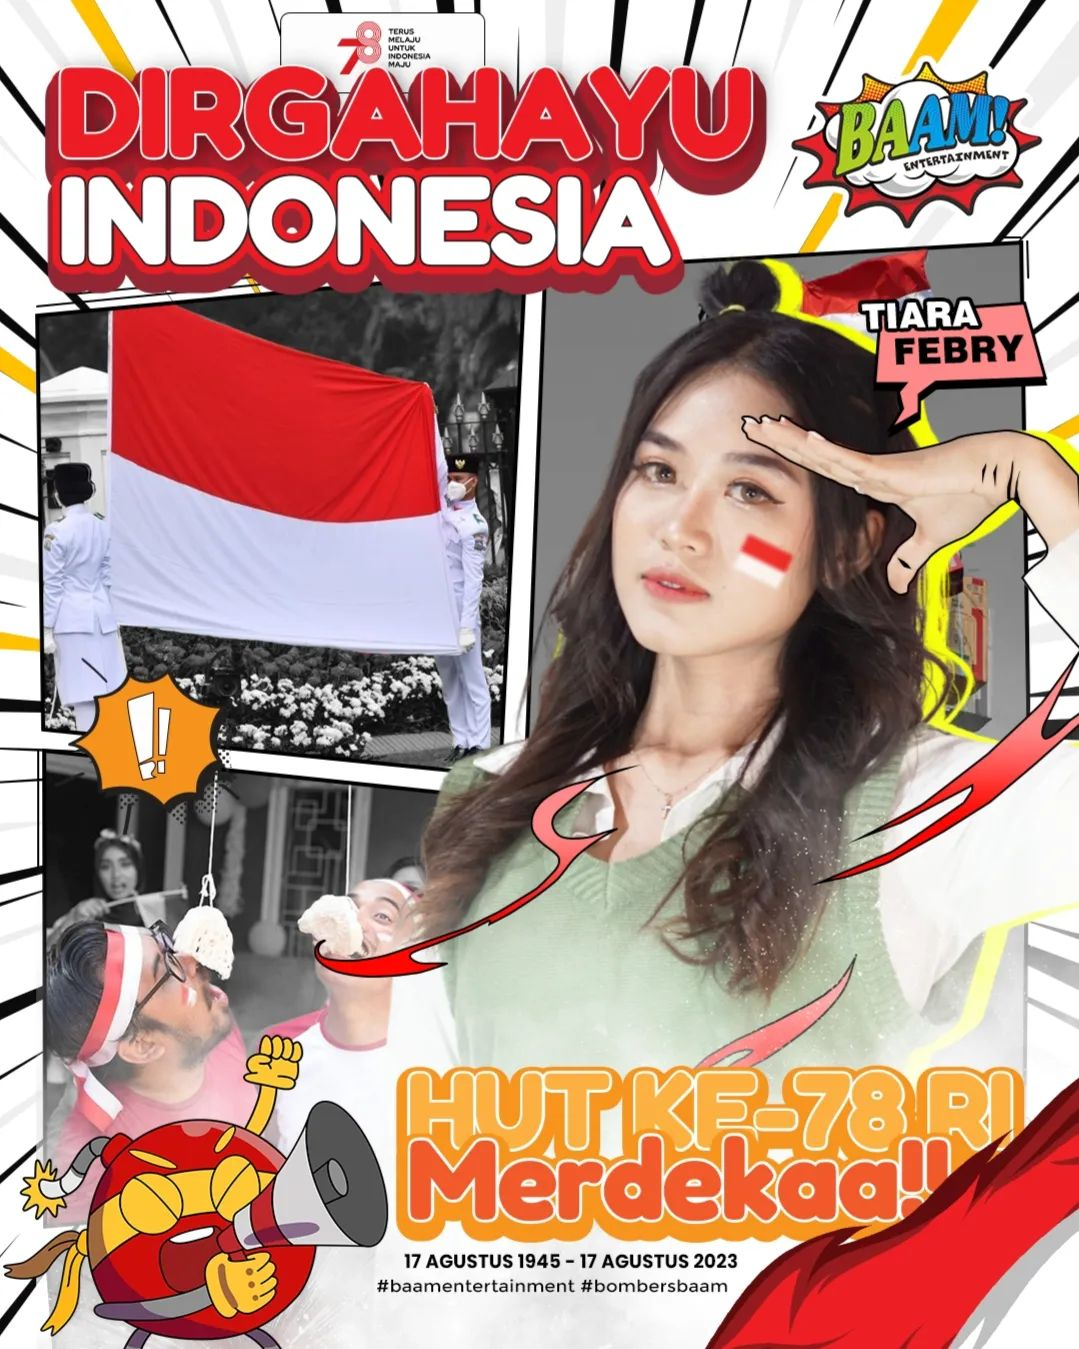 78
TERUS
MELAJU
UNTUK
INDONESIA
MAJU
DIRGAHAYU
INDONESIA
BAAM!
ENTERTAINMENT
TIARA
FEBRY
!!
HUT KE-78 RI
Merdekaa!!
17 AGUSTUS 1945 - 17 AGUSTUS 2023
#baamentertainment #bombersbaam